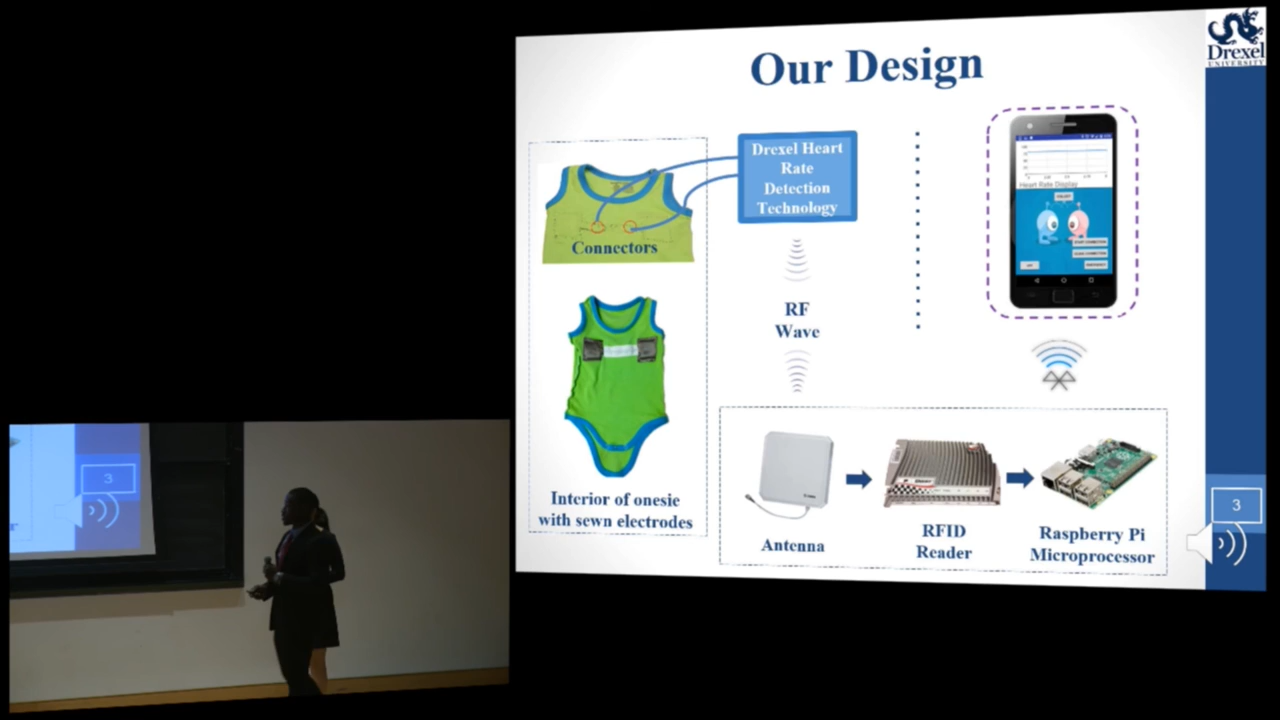 Our Design
Drexel
UNIVERSITY
Drexel Heart
Rate
Detection
Technology
Connectors
Heart Rate Display
RF
Wave
Interior of onesie
with sewn electrodes
Antenna
RFID
Reader
Raspberry Pi
Microprocessor
3
3